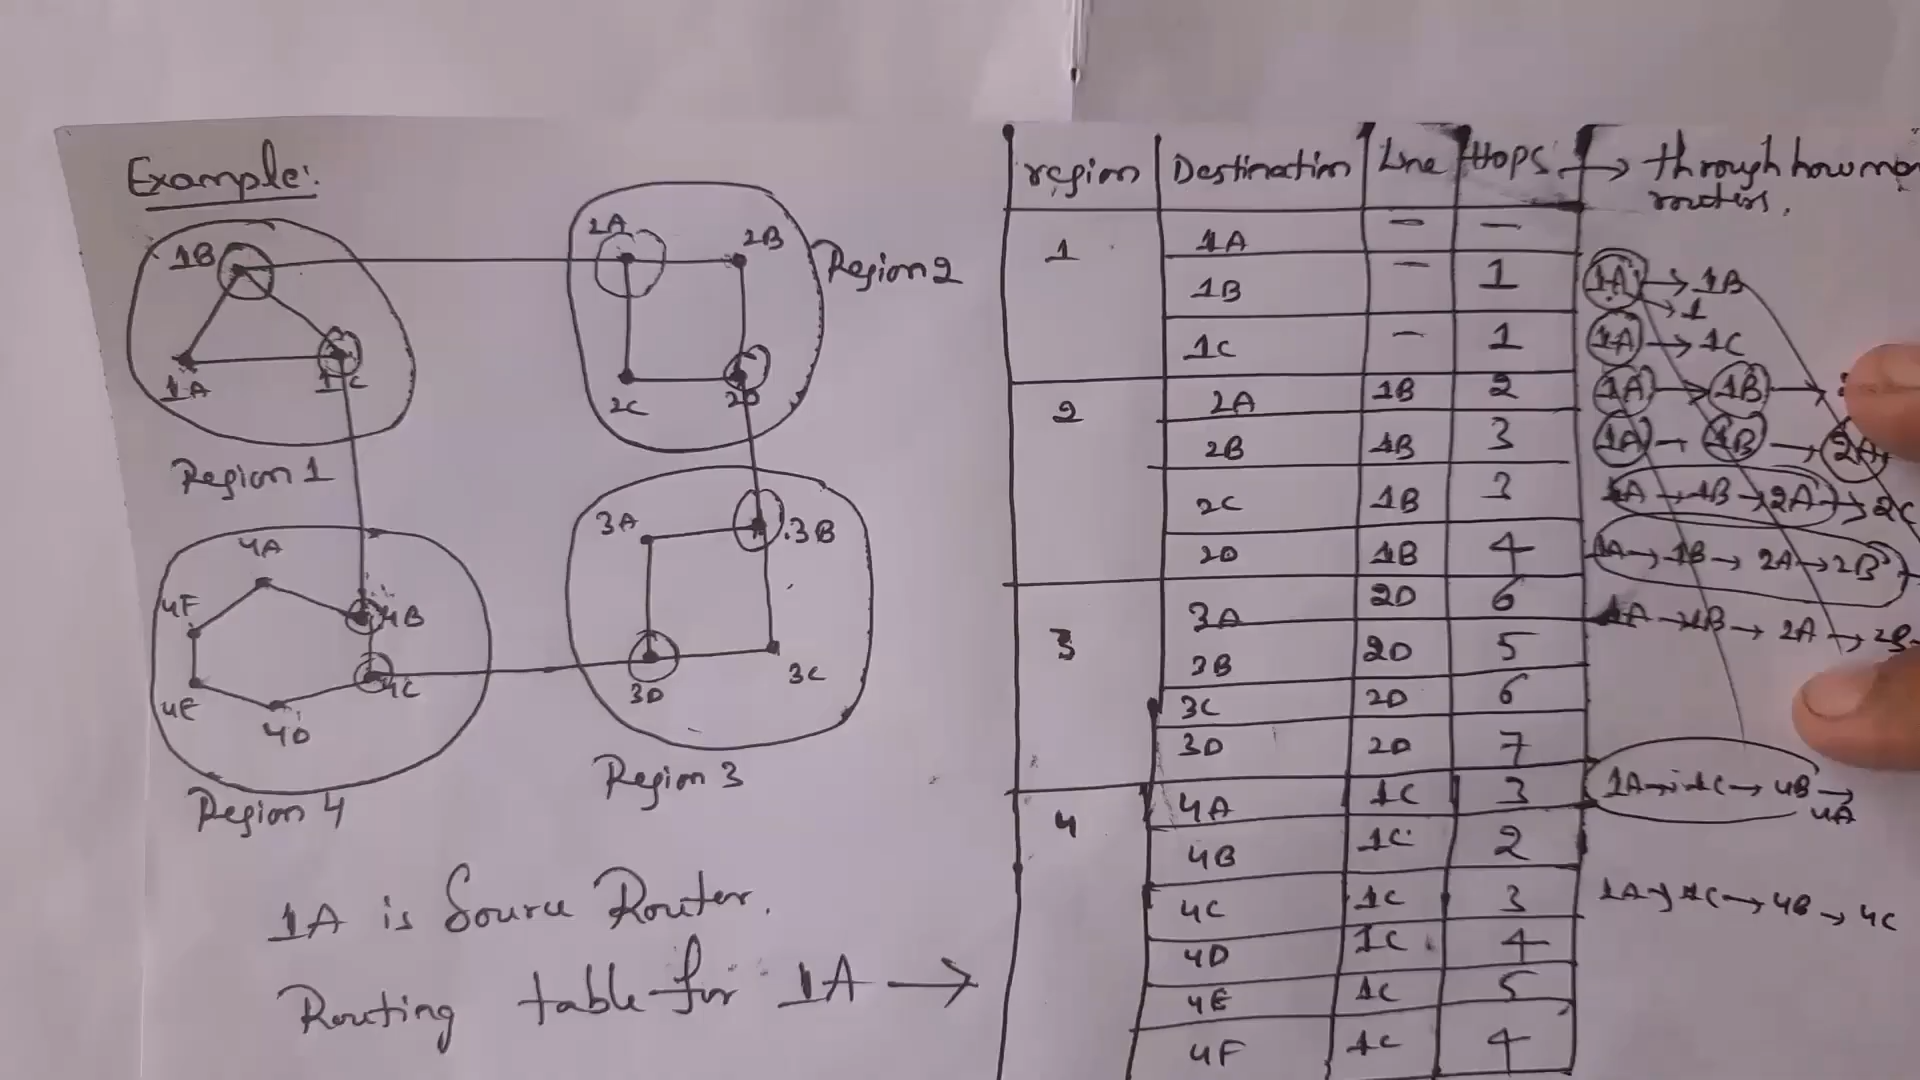 Example:
1B
1A
1C
Region 1
2A
2B
2C
2D
Region 2
4A
4F
4B
4E
4C
4D
Region 4
3A
3B
3D
3C
Region 3
1A is Source Router.
Routing table for 1A →
region Destination Line Hops → through how
routers.
1 1A – –
1B – 1 1A → 1B
→ 1
1C – 1 1A → 1C
2 2A 1B 2 1A → 1B →
2B 1B 3 1A → 1B → 2A
2C 1B 3 1A → 1B → 2A → 2C
2D 1B 4 1A → 1B → 2A → 2B →
3 3A 2D 6 1A → 1B → 2A → 2B
3B 2D 5
3C 2D 6
3D 2D 7
4 4A 1C 3 1A → 1C → 4B →
4A
4B 1C 2
4C 1C 3 1A → 1C → 4B → 4C
4D 1C 4
4E 1C 5
4F 1C 4